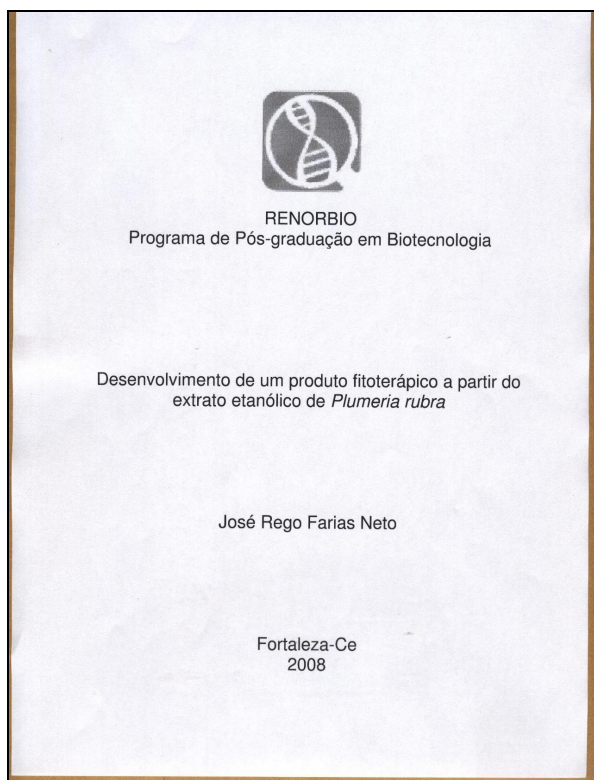 RENORBIO
Programa de Pós-graduação em Biotecnologia
Desenvolvimento de um produto fitoterápico a partir do
extrato etanólico de Plumeria rubra
José Rego Farias Neto
Fortaleza-Ce
2008